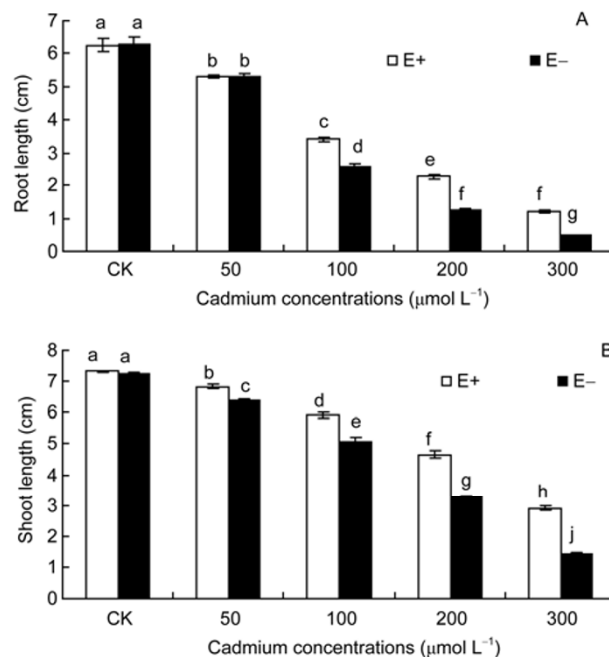 A
7
6
5
4
3
2
1
0
Root length (cm)
a a
b b
c d
e f
f g
E+ E−
CK 50 100 200 300
Cadmium concentrations (μmol L⁻¹)
B
8
7
6
5
4
3
2
1
0
Shoot length (cm)
a a
b c
d e
f g
h j
E+ E−
CK 50 100 200 300
Cadmium concentrations (μmol L⁻¹)